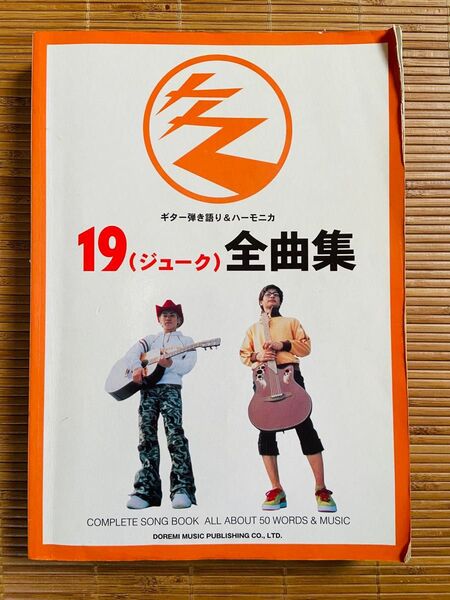 ギター弾き語り&ハーモニカ
19(ジューク)全曲集
COMPLETE SONG BOOK ALL ABOUT 50 WORDS & MUSIC
DOREMI MUSIC PUBLISHING CO., LTD.